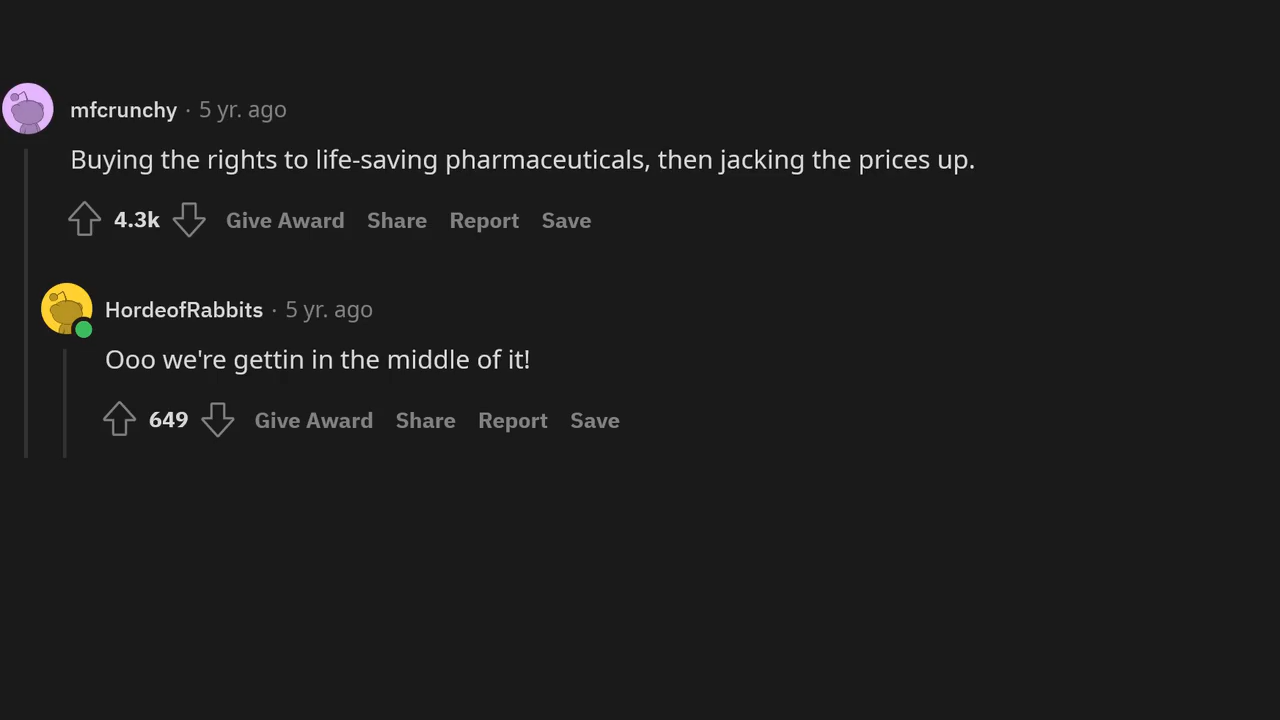 mfcrunchy · 5 yr. ago
Buying the rights to life-saving pharmaceuticals, then jacking the prices up.
4.3k Give Award Share Report Save
HordeofRabbits · 5 yr. ago
Ooo we're gettin in the middle of it!
649 Give Award Share Report Save